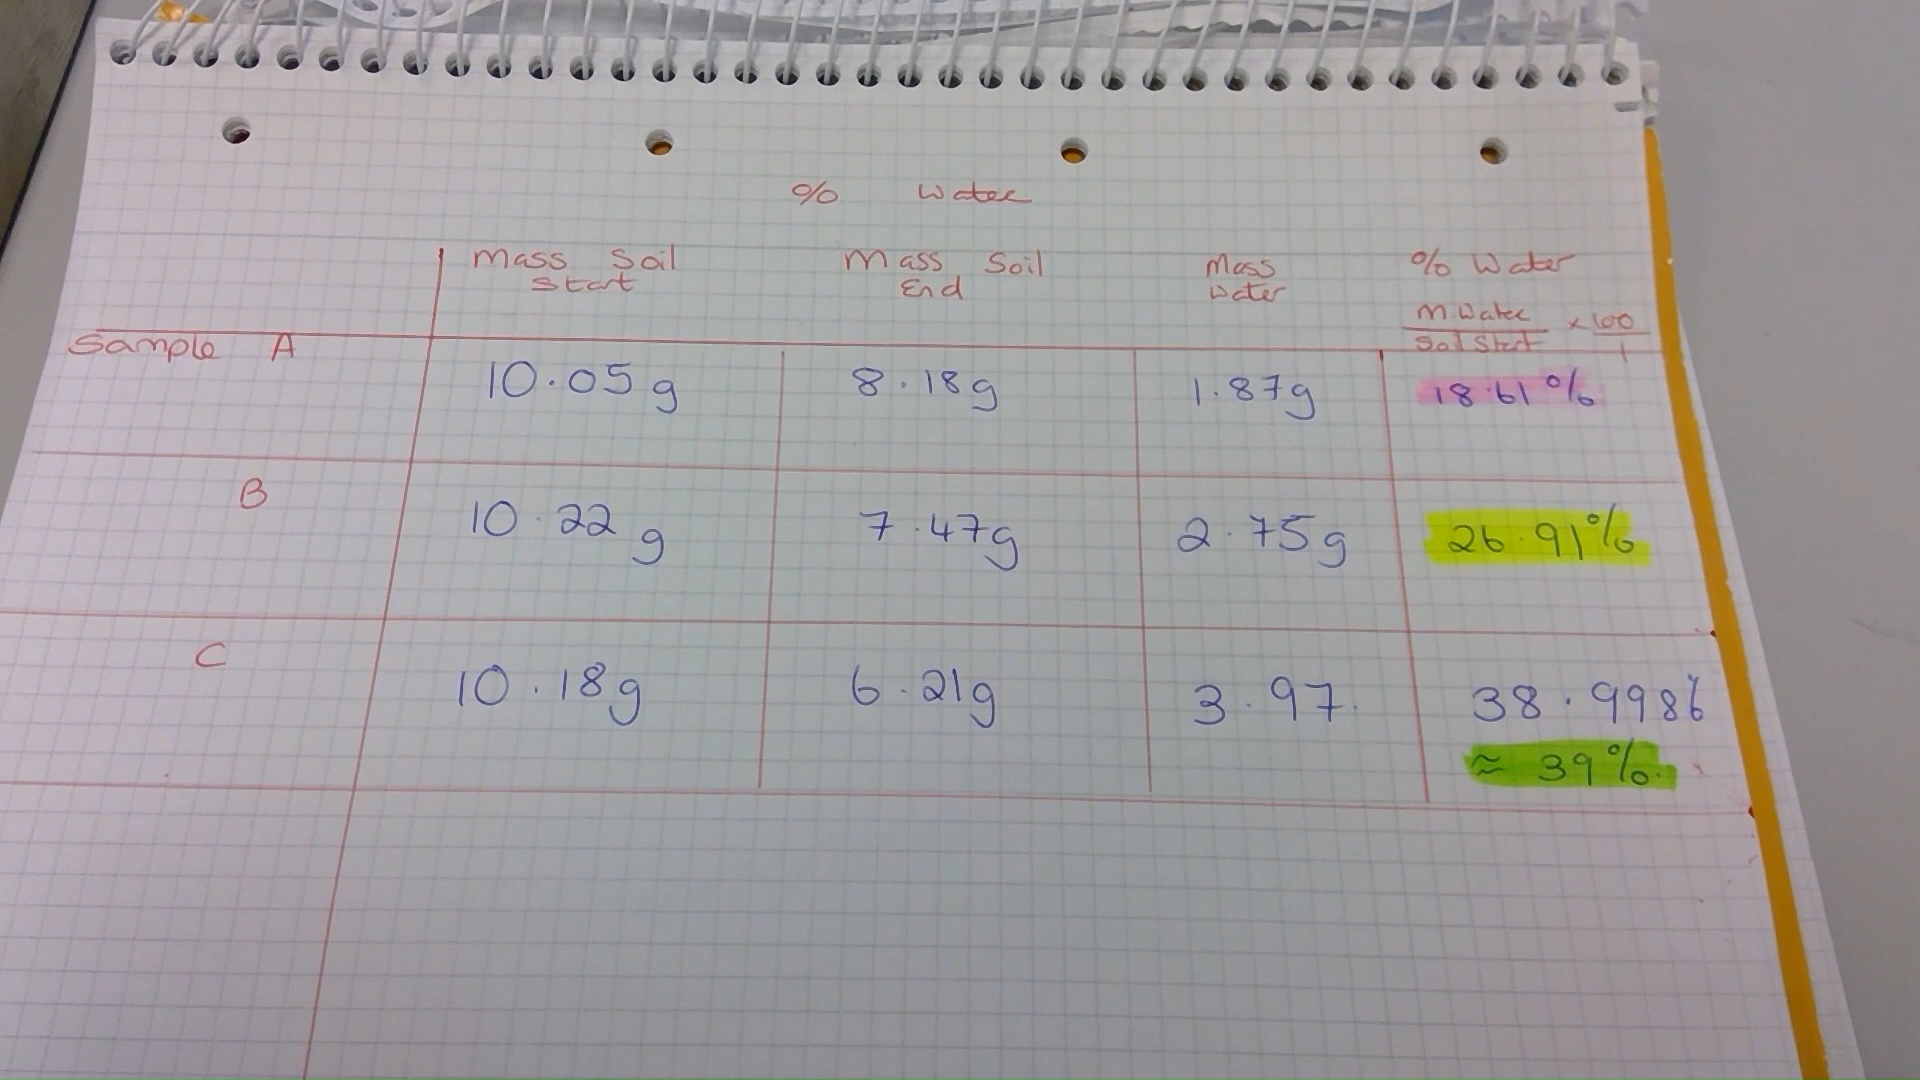 % Water
Mass Soil Start
Mass Soil End
Mass Water
% Water
M.Water / Soil Start × 100 / 1
Sample A
10.05g
8.18g
1.87g
18.61%
B
10.22g
7.47g
2.75g
26.91%
C
10.18g
6.21g
3.97.
38.998%
≈ 39%.